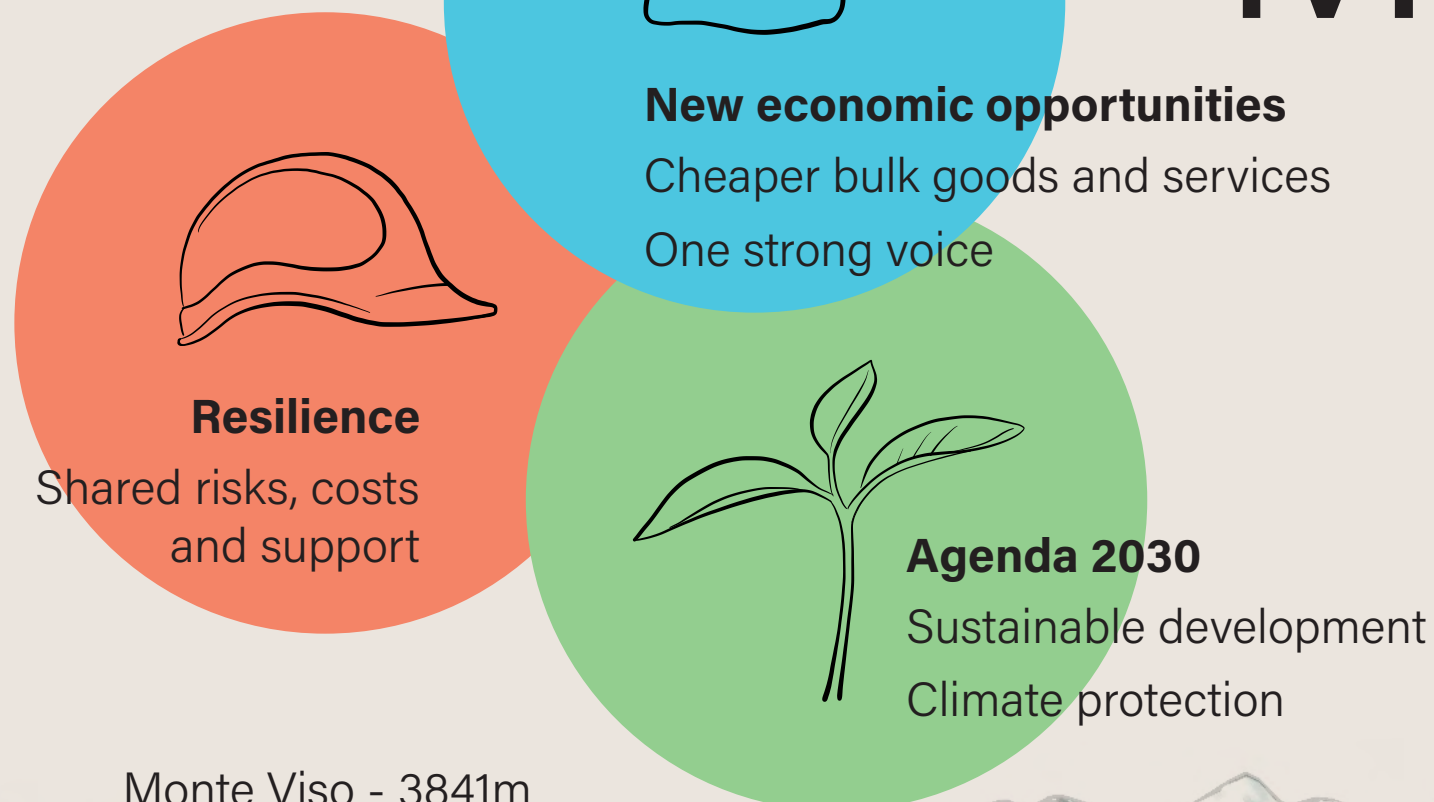 New economic opportunities
Cheaper bulk goods and services
One strong voice
Resilience
Shared risks, costs
and support
Agenda 2030
Sustainable development
Climate protection
Monte Viso - 3841m